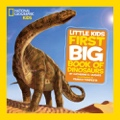 NATIONAL
GEOGRAPHIC
KiDS
LITTLE KIDS
FIRST
BIG
BOOK OF DINOSAURS